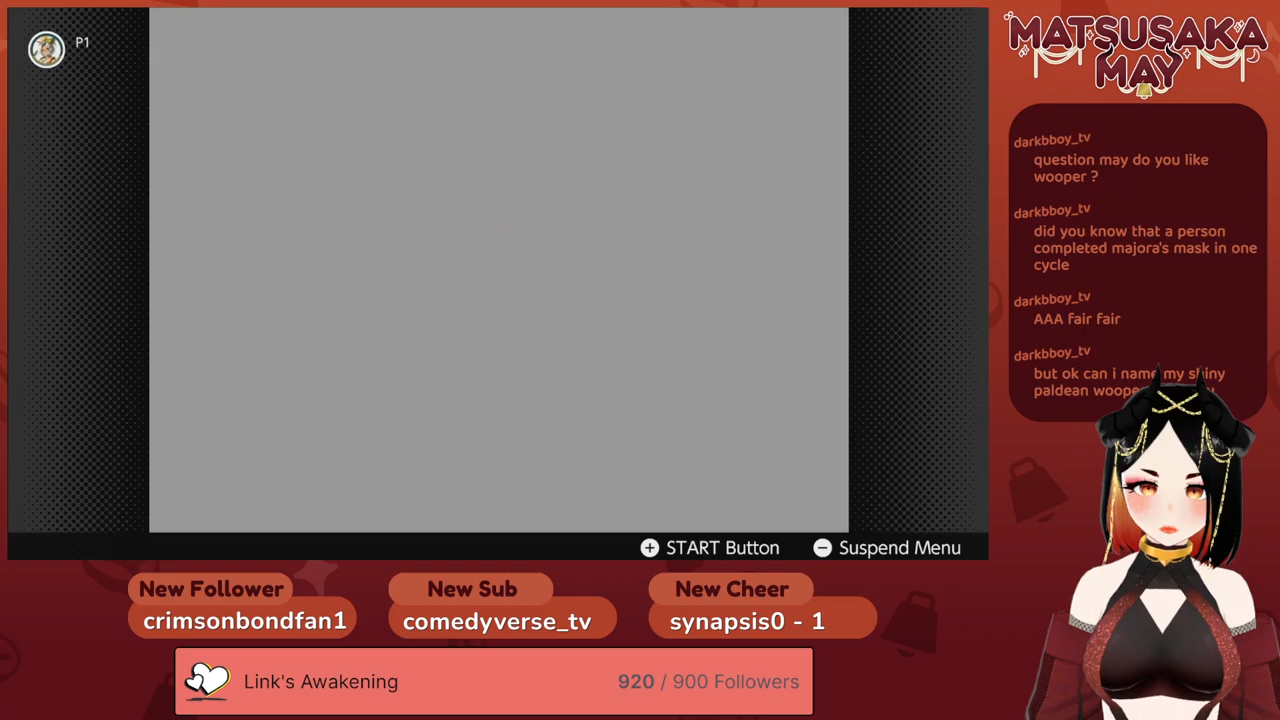 P1
MATSUSAKA
MAY
darkbboy_tv
question may do you like
wooper ?
darkbboy_tv
did you know that a person
completed majora's mask in one
cycle
darkbboy_tv
AAA fair fair
darkbboy_tv
but ok can i name my shiny
paldean
START Button
Suspend Menu
New Follower
crimsonbondfan1
New Sub
comedyverse_tv
New Cheer
synapsis0 - 1
Link's Awakening
920 / 900 Followers